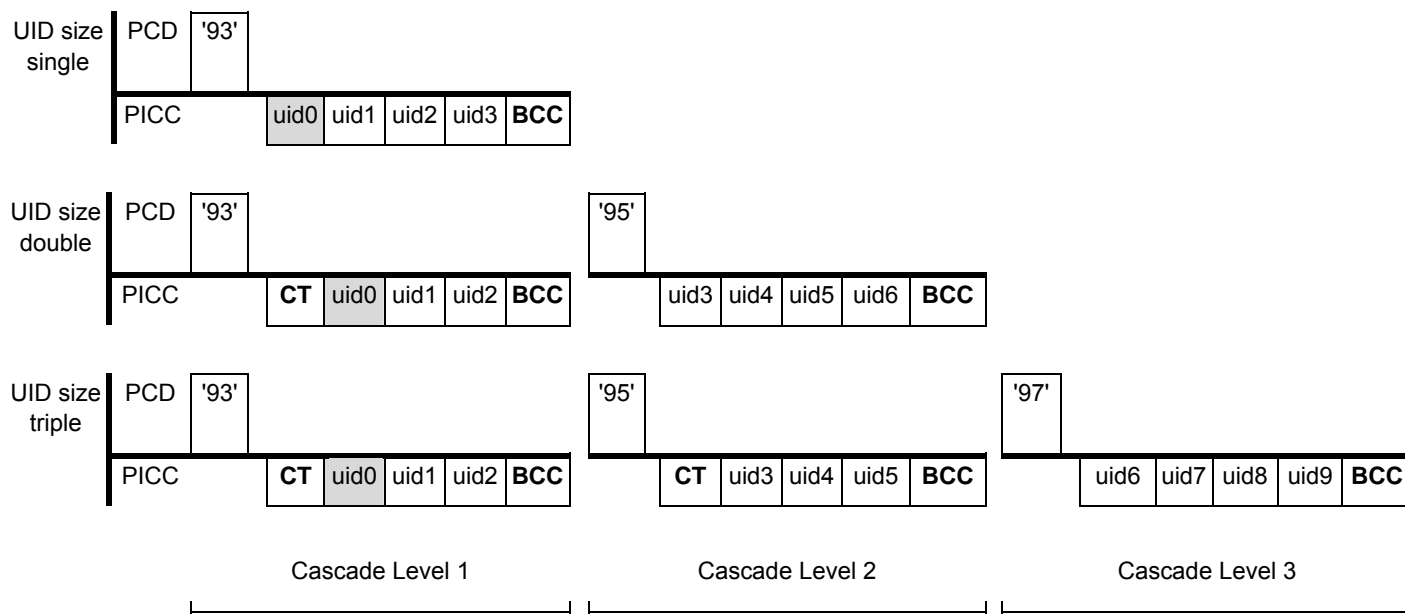 UID size single PCD '93'
PICC uid0 uid1 uid2 uid3 BCC
UID size double PCD '93' '95'
PICC CT uid0 uid1 uid2 BCC uid3 uid4 uid5 uid6 BCC
UID size triple PCD '93' '95' '97'
PICC CT uid0 uid1 uid2 BCC CT uid3 uid4 uid5 BCC uid6 uid7 uid8 uid9 BCC
Cascade Level 1 Cascade Level 2 Cascade Level 3